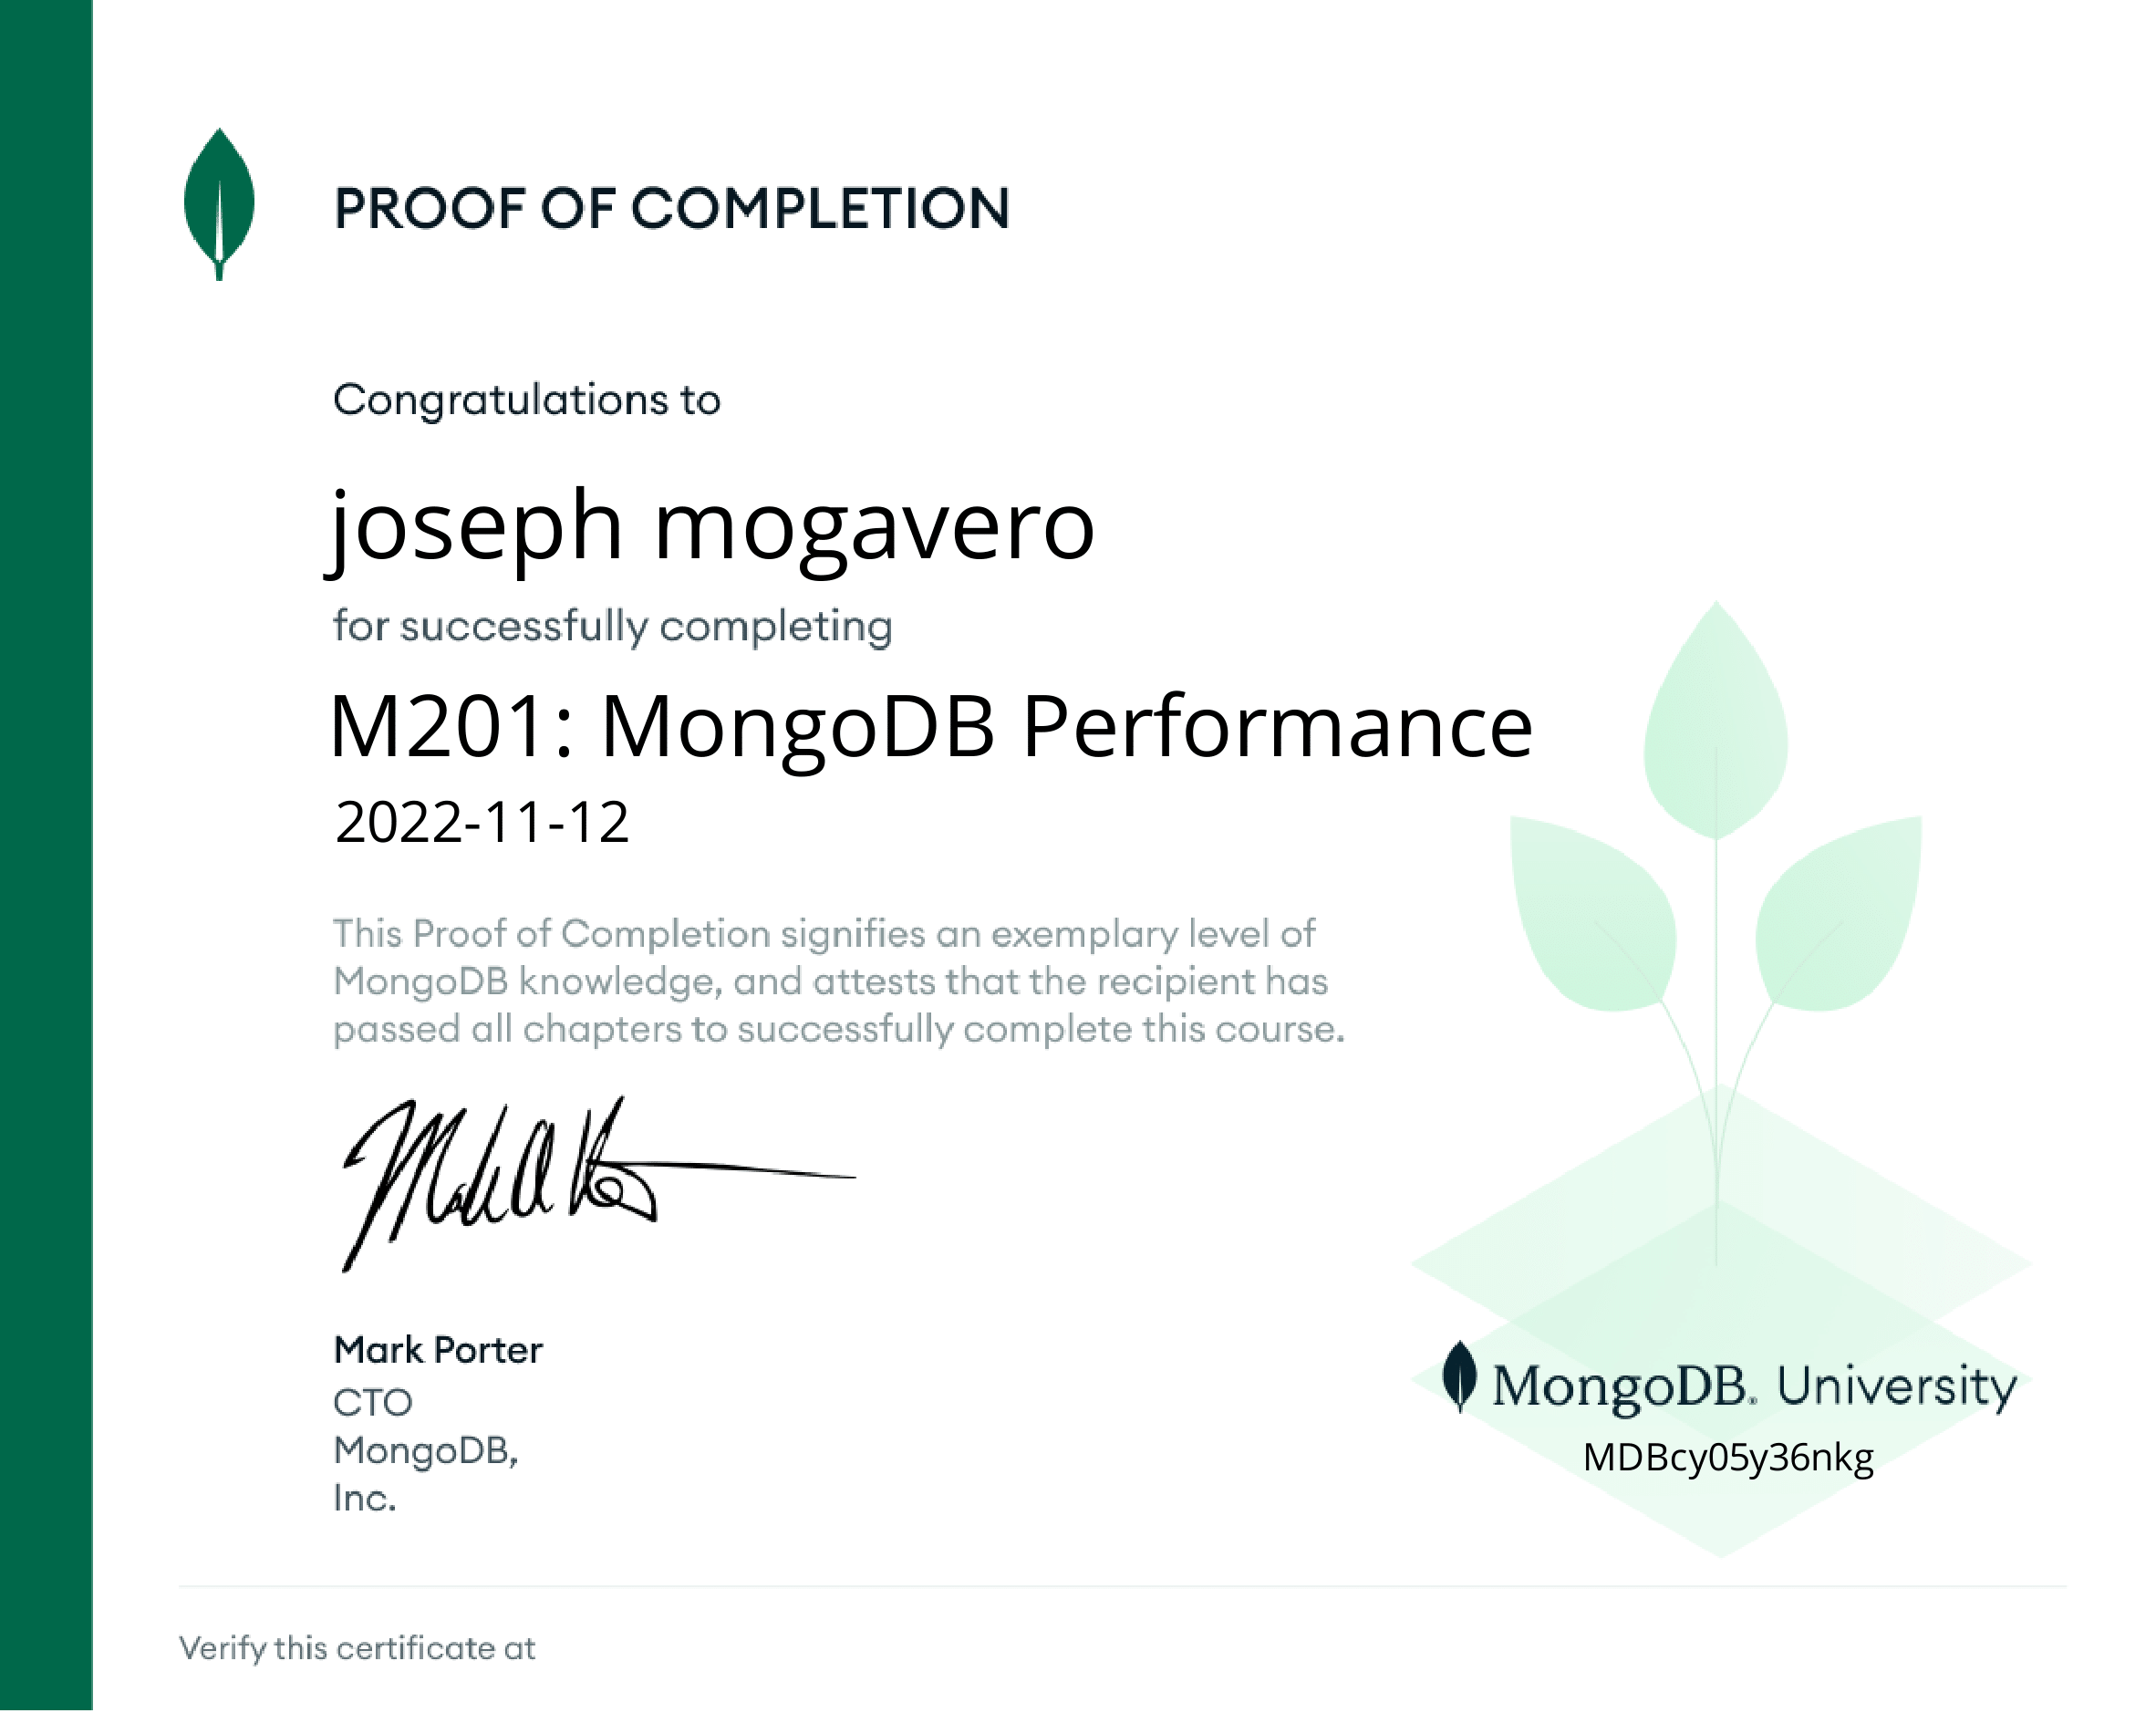 PROOF OF COMPLETION
Congratulations to
joseph mogavero
for successfully completing
M201: MongoDB Performance
2022-11-12
This Proof of Completion signifies an exemplary level of
MongoDB knowledge, and attests that the recipient has
passed all chapters to successfully complete this course.
Mark Porter
CTO
MongoDB,
Inc.
MongoDB® University
MDBcy05y36nkg
Verify this certificate at